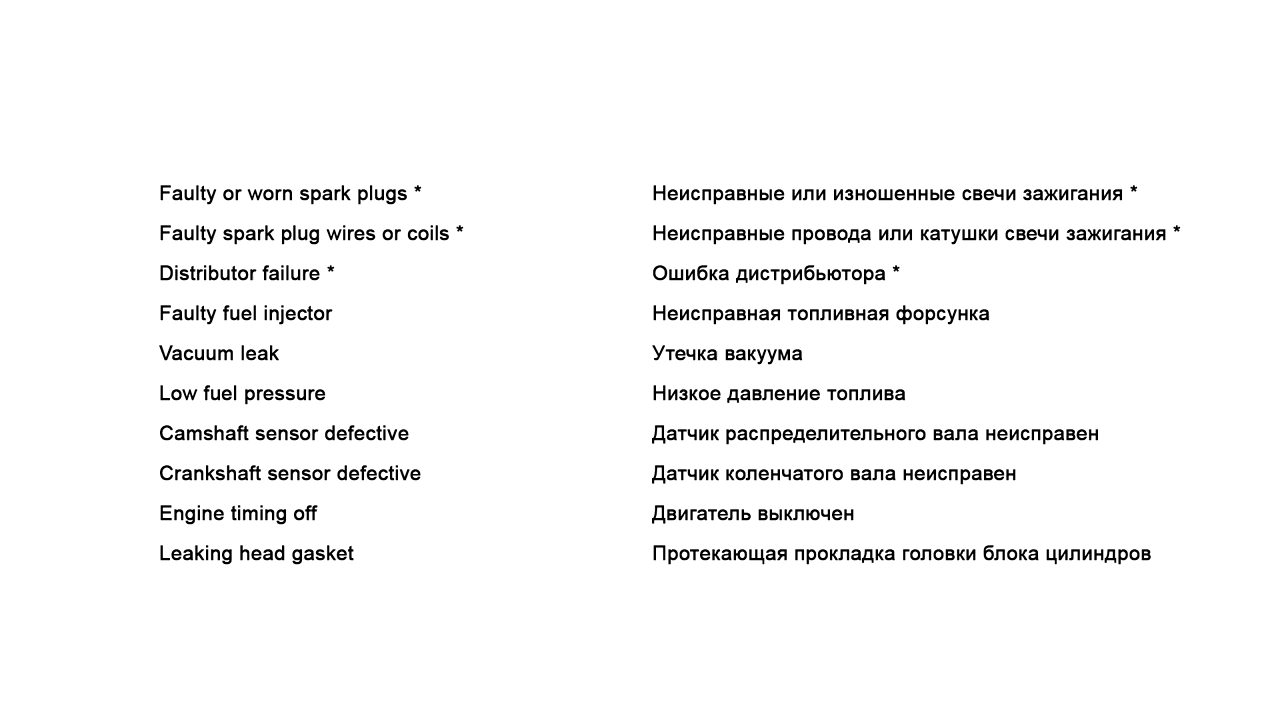 Faulty or worn spark plugs *
Неисправные или изношенные свечи зажигания *
Faulty spark plug wires or coils *
Неисправные провода или катушки свечи зажигания *
Distributor failure *
Ошибка дистрибьютора *
Faulty fuel injector
Неисправная топливная форсунка
Vacuum leak
Утечка вакуума
Low fuel pressure
Низкое давление топлива
Camshaft sensor defective
Датчик распределительного вала неисправен
Crankshaft sensor defective
Датчик коленчатого вала неисправен
Engine timing off
Двигатель выключен
Leaking head gasket
Протекающая прокладка головки блока цилиндров